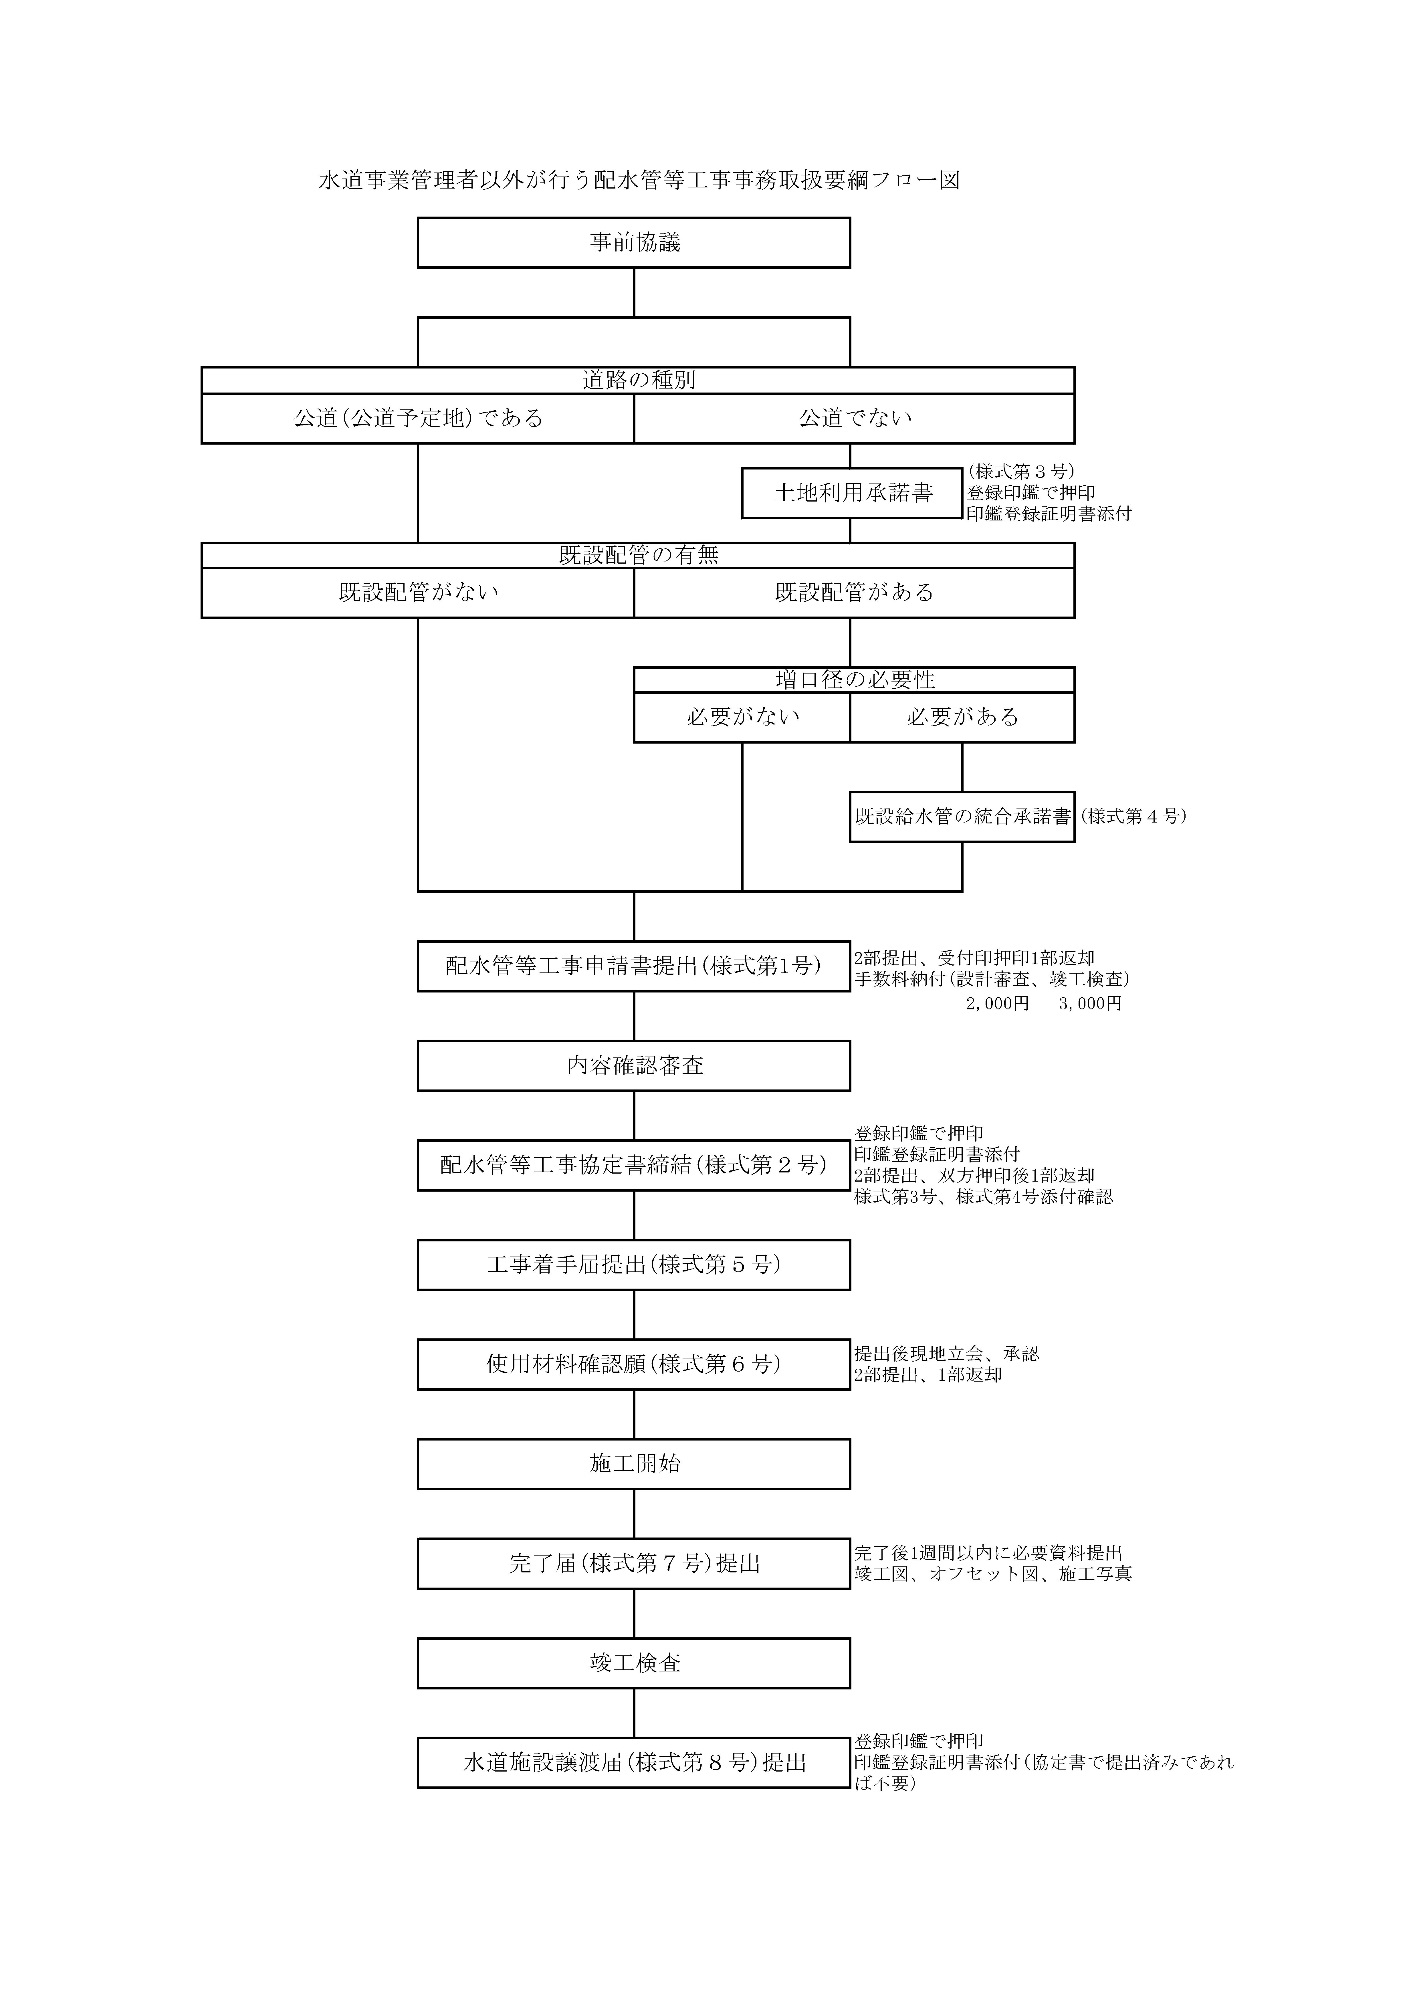 水道事業管理者以外が行う配水管等工事事務取扱要綱フロー図
事前協議
道路の種別
公道(公道予定地)である
公道でない
土地利用承諾書
(様式第3号)
登録印鑑で押印
印鑑登録証明書添付
既設配管の有無
既設配管がない
既設配管がある
増口径の必要性
必要がない
必要がある
既設給水管の統合承諾書
(様式第4号)
配水管等工事申請書提出(様式第1号)
2部提出、受付印押印1部返却
手数料納付(設計審査、竣工検査)
2,000円 3,000円
内容確認審査
配水管等工事協定書締結(様式第2号)
登録印鑑で押印
印鑑登録証明書添付
2部提出、双方押印後1部返却
様式第3号、様式第4号添付確認
工事着手届提出(様式第5号)
使用材料確認願(様式第6号)
提出後現地立会、承認
2部提出、1部返却
施工開始
完了届(様式第7号)提出
完了後1週間以内に必要資料提出
竣工図、オフセット図、施工写真
竣工検査
水道施設譲渡届(様式第8号)提出
登録印鑑で押印
印鑑登録証明書添付(協定書で提出済みであれ
ば不要)